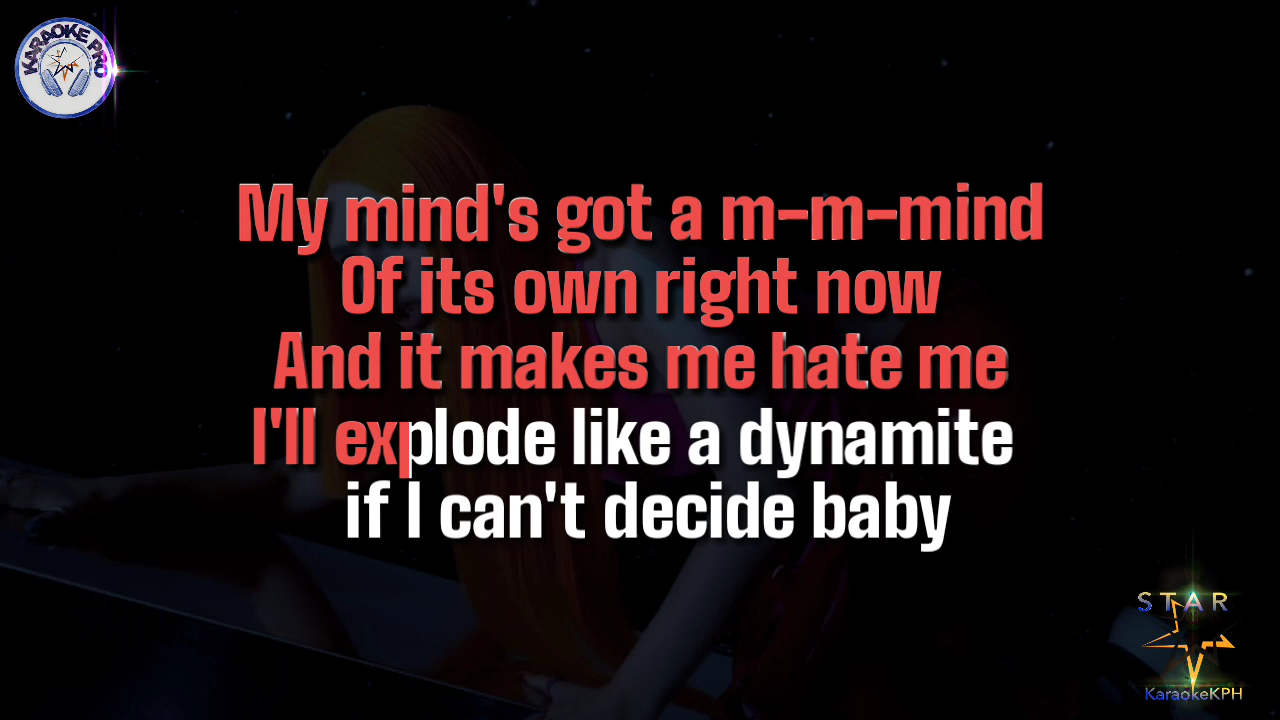 KARAOKE PRO
My mind's got a m-m-mind
Of its own right now
And it makes me hate me
I'll explode like a dynamite
if I can't decide baby
STAR
KaraokeKPH